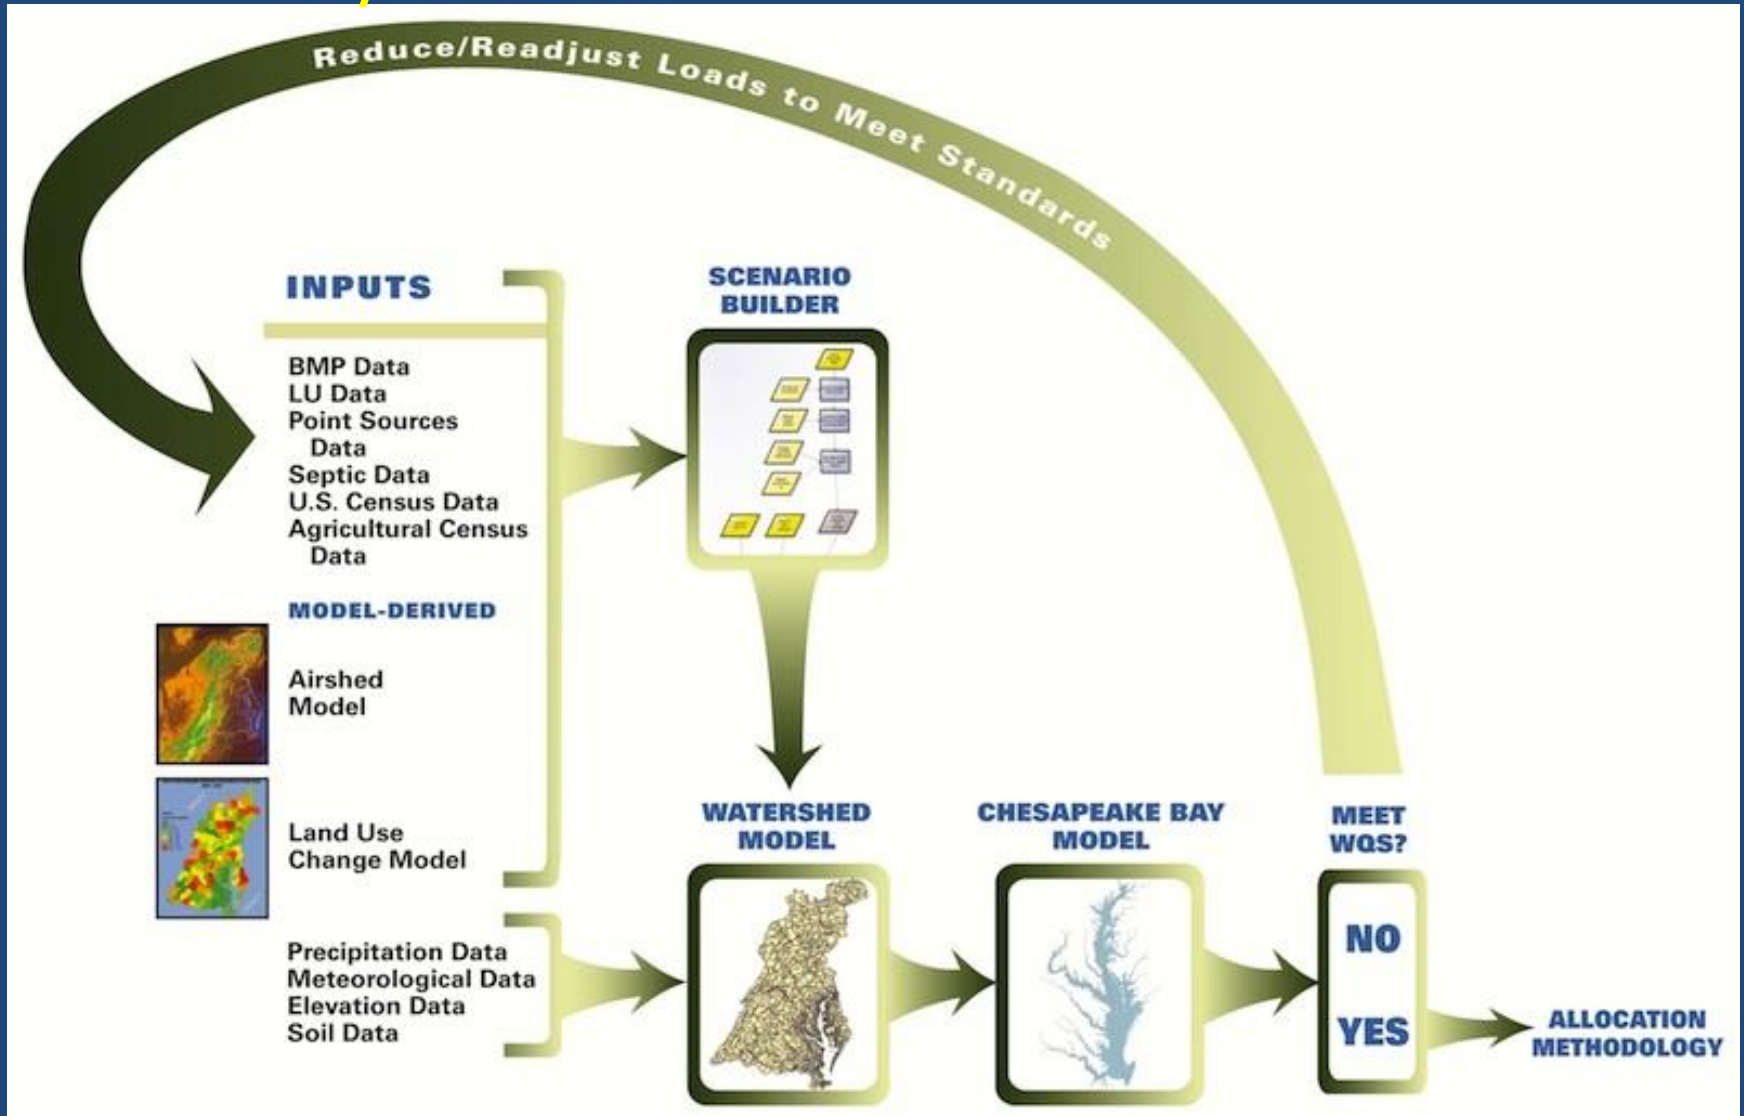 Reduce/Readjust Loads to Meet Standards
INPUTS
BMP Data
LU Data
Point Sources
Data
Septic Data
U.S. Census Data
Agricultural Census
Data
MODEL-DERIVED
Airshed
Model
Land Use
Change Model
Precipitation Data
Meteorological Data
Elevation Data
Soil Data
SCENARIO
BUILDER
WATERSHED
MODEL
CHESAPEAKE BAY
MODEL
MEET
WQS?
NO
YES
ALLOCATION
METHODOLOGY